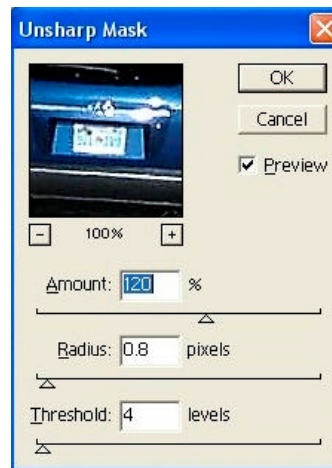 Unsharp Mask
OK
Cancel
Preview
- 100% +
Amount: 120 %
Radius: 0.8 pixels
Threshold: 4 levels